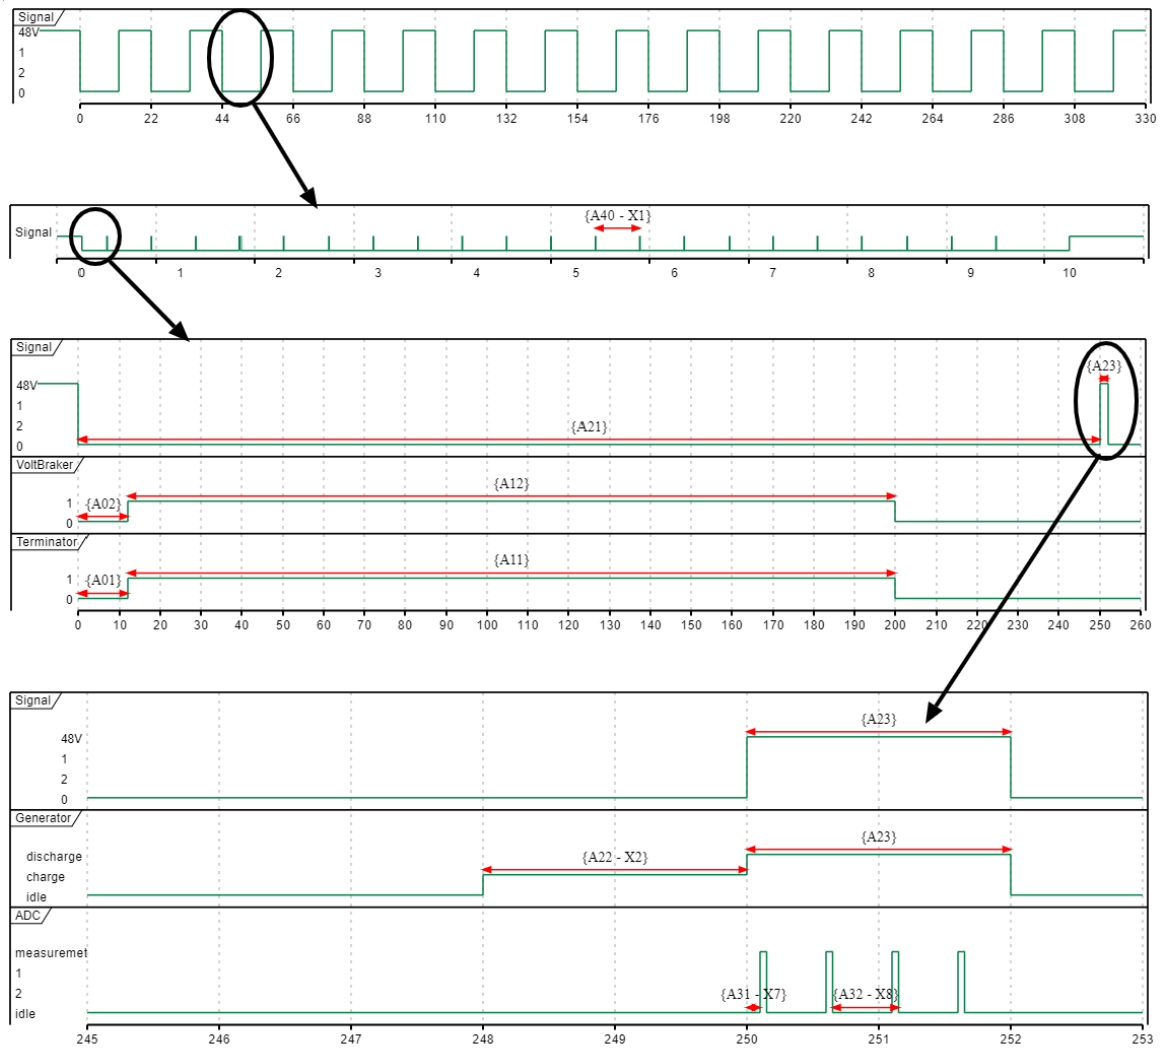 Signal
48V
1
2
0
0 22 44 66 88 110 132 154 176 198 220 242 264 286 308 330
{A40 - X1}
Signal
0 1 2 3 4 5 6 7 8 9 10
Signal
{A23}
48V
1
2
{A21}
0
VoltBraker
{A12}
1 {A02}
0
Terminator
{A11}
1 {A01}
0
0 10 20 30 40 50 60 70 80 90 100 110 120 130 140 150 160 170 180 190 200 210 220 230 240 250 260
Signal
{A23}
48V
1
2
0
Generator
{A23}
discharge {A22 - X2}
charge
idle
ADC
measuremet
1
2 {A31 - X7} {A32 - X8}
idle
245 246 247 248 249 250 251 252 253